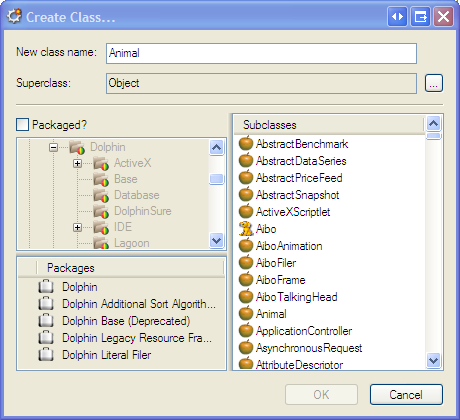 Create Class...
New class name:
Animal
Superclass:
Object
...
Packaged?
Dolphin
ActiveX
Base
Database
DolphinSure
IDE
Lagoon
Packages
Dolphin
Dolphin Additional Sort Algorith...
Dolphin Base (Deprecated)
Dolphin Legacy Resource Fra...
Dolphin Literal Filer
Subclasses
AbstractBenchmark
AbstractDataSeries
AbstractPriceFeed
AbstractSnapshot
ActiveXScriptlet
Aibo
AiboAnimation
AiboFiler
AiboFrame
AiboTalkingHead
Animal
ApplicationController
AsynchronousRequest
AttributeDescriptor
OK
Cancel